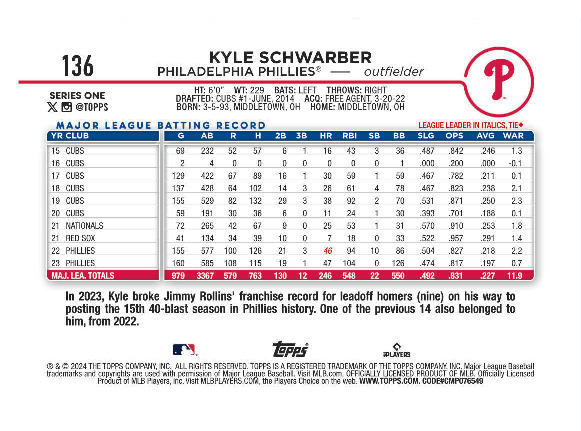 136
KYLE SCHWARBER
PHILADELPHIA PHILLIES® — outfielder
P
SERIES ONE
@TOPPS
HT: 6'0" WT: 229 BATS: LEFT THROWS: RIGHT
DRAFTED: CUBS #1-JUNE, 2014 ACQ: FREE AGENT, 3-20-22
BORN: 3-5-93, MIDDLETOWN, OH HOME: MIDDLETOWN, OH
MAJOR LEAGUE BATTING RECORD LEAGUE LEADER IN ITALICS, TIE♦
YR CLUB G AB R H 2B 3B HR RBI SB BB SLG OPS AVG WAR
15 CUBS 69 232 52 57 6 1 16 43 3 36 .487 .842 .246 1.3
16 CUBS 2 4 0 0 0 0 0 0 0 1 .000 .200 .000 -0.1
17 CUBS 129 422 67 89 16 1 30 59 1 59 .467 .782 .211 0.1
18 CUBS 137 428 64 102 14 3 26 61 4 78 .467 .823 .238 2.1
19 CUBS 155 529 82 132 29 3 38 92 2 70 .531 .871 .250 2.3
20 CUBS 59 191 30 36 6 0 11 24 1 30 .393 .701 .188 0.1
21 NATIONALS 72 265 42 67 9 0 25 53 1 31 .570 .910 .253 1.8
21 RED SOX 41 134 34 39 10 0 7 18 0 33 .522 .957 .291 1.4
22 PHILLIES 155 577 100 126 21 3 46 94 10 86 .504 .827 .218 2.2
23 PHILLIES 160 585 108 115 19 1 47 104 0 126 .474 .817 .197 0.7
MAJ. LEA. TOTALS 979 3367 579 763 130 12 246 548 22 550 .492 .831 .227 11.9
In 2023, Kyle broke Jimmy Rollins' franchise record for leadoff homers (nine) on his way to
posting the 15th 40-blast season in Phillies history. One of the previous 14 also belonged to
him, from 2022.
Topps
PLAYERS
® & © 2024 THE TOPPS COMPANY, INC. ALL RIGHTS RESERVED. TOPPS IS A REGISTERED TRADEMARK OF THE TOPPS COMPANY, INC. Major League Baseball
trademarks and copyrights are used with permission of Major League Baseball. Visit MLB.com. OFFICIALLY LICENSED PRODUCT OF MLB. Officially Licensed
Product of MLB Players, Inc. Visit MLBPLAYERS.COM, the Players Choice on the web. WWW.TOPPS.COM. CODE#CMP076549